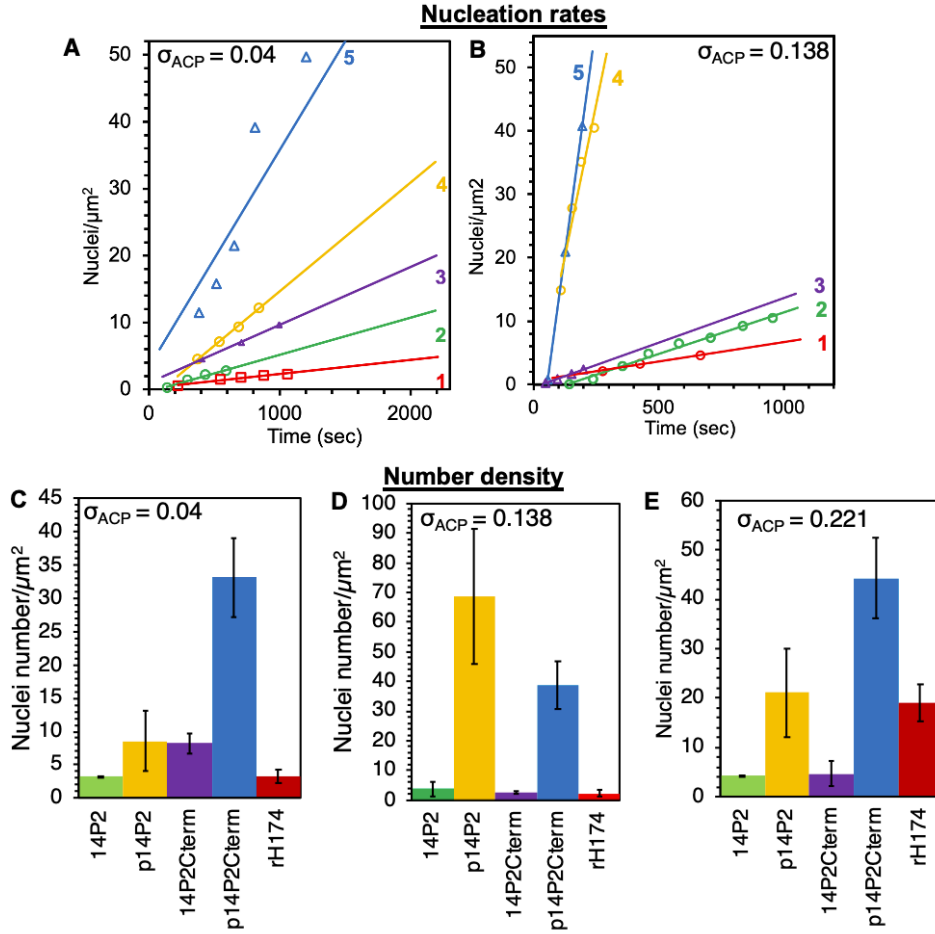 Nucleation rates
A
σACP = 0.04
Nuclei/µm²
50
40
30
20
10
0
0
1000
2000
Time (sec)
5
4
3
2
1
B
σACP = 0.138
Nuclei/µm2
50
40
30
20
10
0
0
500
1000
Time (sec)
5
4
3
2
1
Number density
C
σACP = 0.04
Nuclei number/µm²
45
40
35
30
25
20
15
10
5
0
14P2
p14P2
14P2Cterm
p14P2Cterm
rH174
D
σACP = 0.138
Nuclei number/µm²
100
90
80
70
60
50
40
30
20
10
0
14P2
p14P2
14P2Cterm
p14P2Cterm
rH174
E
σACP = 0.221
Nuclei number/µm²
60
50
40
30
20
10
0
14P2
p14P2
14P2Cterm
p14P2Cterm
rH174